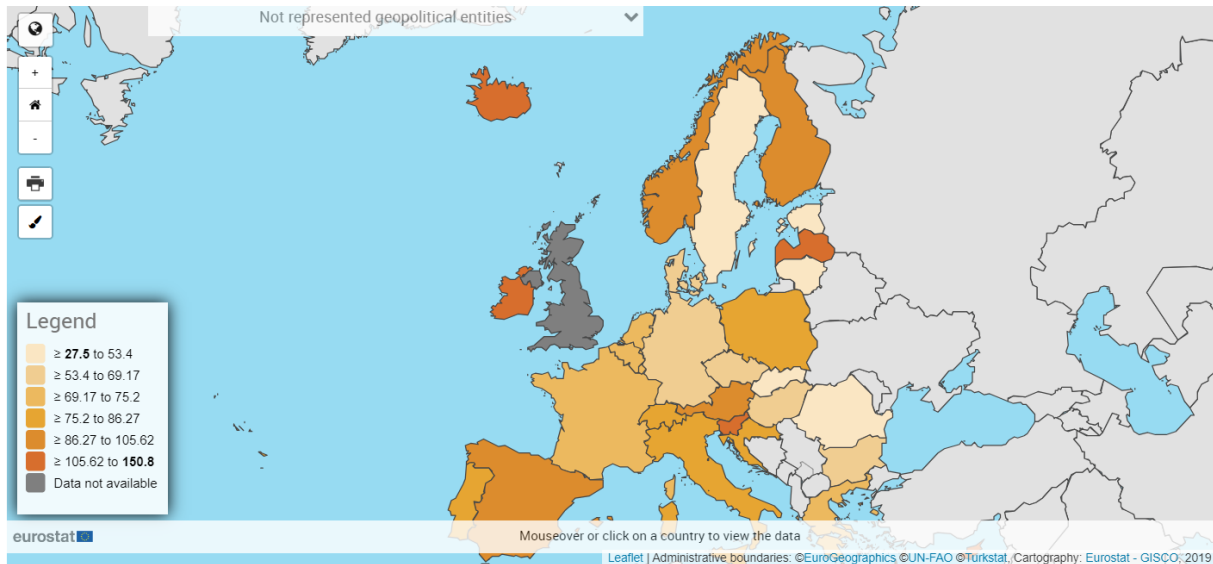 Not represented geopolitical entities
+
-
Legend
≥ 27.5 to 53.4
≥ 53.4 to 69.17
≥ 69.17 to 75.2
≥ 75.2 to 86.27
≥ 86.27 to 105.62
≥ 105.62 to 150.8
Data not available
eurostat
Mouseover or click on a country to view the data
Leaflet | Administrative boundaries: ©EuroGeographics ©UN-FAO ©Turkstat, Cartography: Eurostat - GISCO, 2019